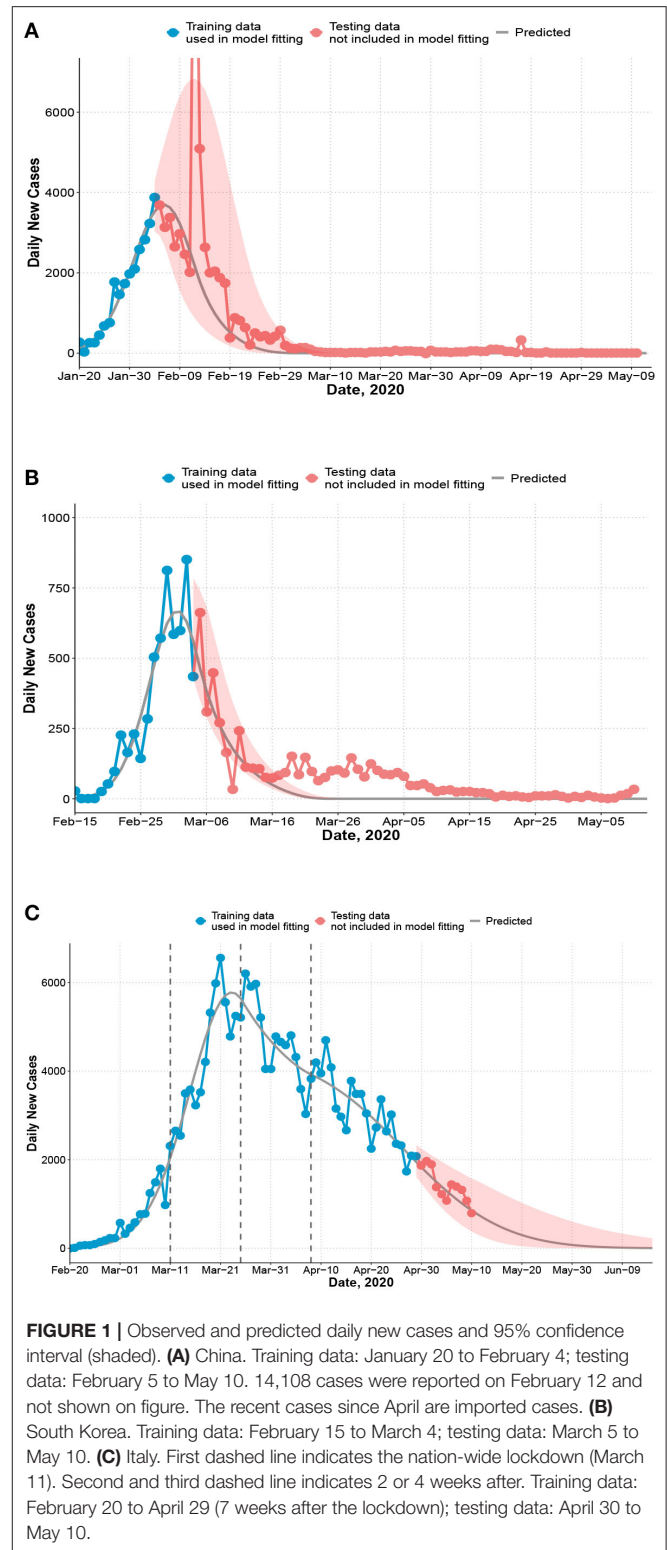 A
Training data
used in model fitting
Testing data
not included in model fitting
Predicted
Daily New Cases
6000
4000
2000
0
Jan−20
Jan−30
Feb−09
Feb−19
Feb−29
Mar−10
Mar−20
Mar−30
Apr−09
Apr−19
Apr−29
May−09
Date, 2020
B
Training data
used in model fitting
Testing data
not included in model fitting
Predicted
Daily New Cases
1000
750
500
250
0
Feb−15
Feb−25
Mar−06
Mar−16
Mar−26
Apr−05
Apr−15
Apr−25
May−05
Date, 2020
C
Training data
used in model fitting
Testing data
not included in model fitting
Predicted
Daily New Cases
6000
4000
2000
0
Feb−20
Mar−01
Mar−11
Mar−21
Mar−31
Apr−10
Apr−20
Apr−30
May−10
May−20
May−30
Jun−09
Date, 2020
FIGURE 1 | Observed and predicted daily new cases and 95% confidence
interval (shaded). (A) China. Training data: January 20 to February 4; testing
data: February 5 to May 10. 14,108 cases were reported on February 12 and
not shown on figure. The recent cases since April are imported cases. (B)
South Korea. Training data: February 15 to March 4; testing data: March 5 to
May 10. (C) Italy. First dashed line indicates the nation-wide lockdown (March
11). Second and third dashed line indicates 2 or 4 weeks after. Training data:
February 20 to April 29 (7 weeks after the lockdown); testing data: April 30 to
May 10.